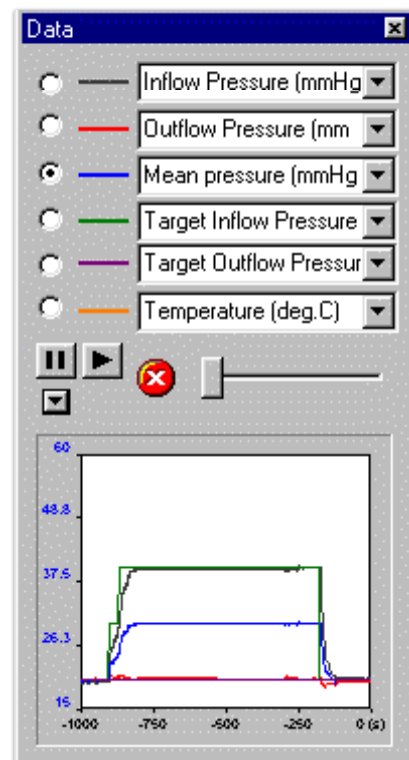 Data
Inflow Pressure (mmHg
Outflow Pressure (mm
Mean pressure (mmHg
Target Inflow Pressure
Target Outflow Pressur
Temperature (deg.C)
60
48.8
37.5
26.3
15
-1000 -750 -500 -250 0 (s)